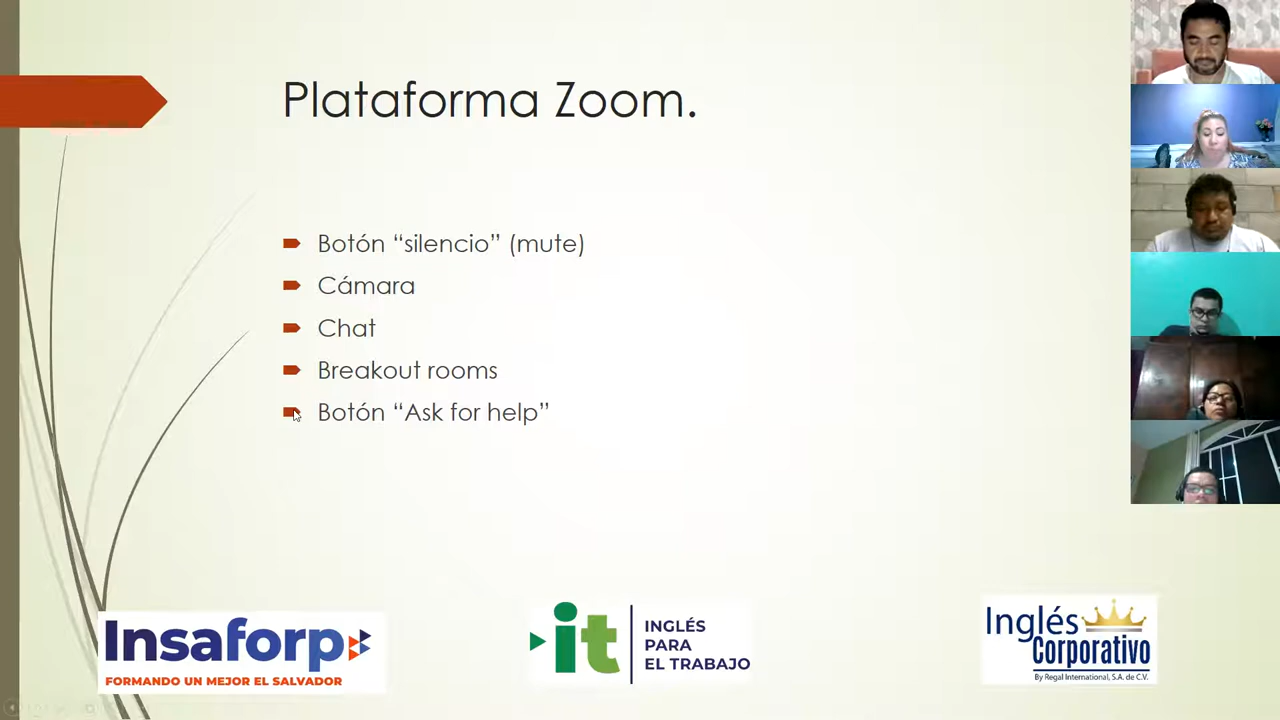 Plataforma Zoom.
Botón “silencio” (mute)
Cámara
Chat
Breakout rooms
Botón “Ask for help”
Insaforp
FORMANDO UN MEJOR EL SALVADOR
it
INGLÉS
PARA
EL TRABAJO
Inglés
Corporativo
By Regal International, S.A. de C.V.